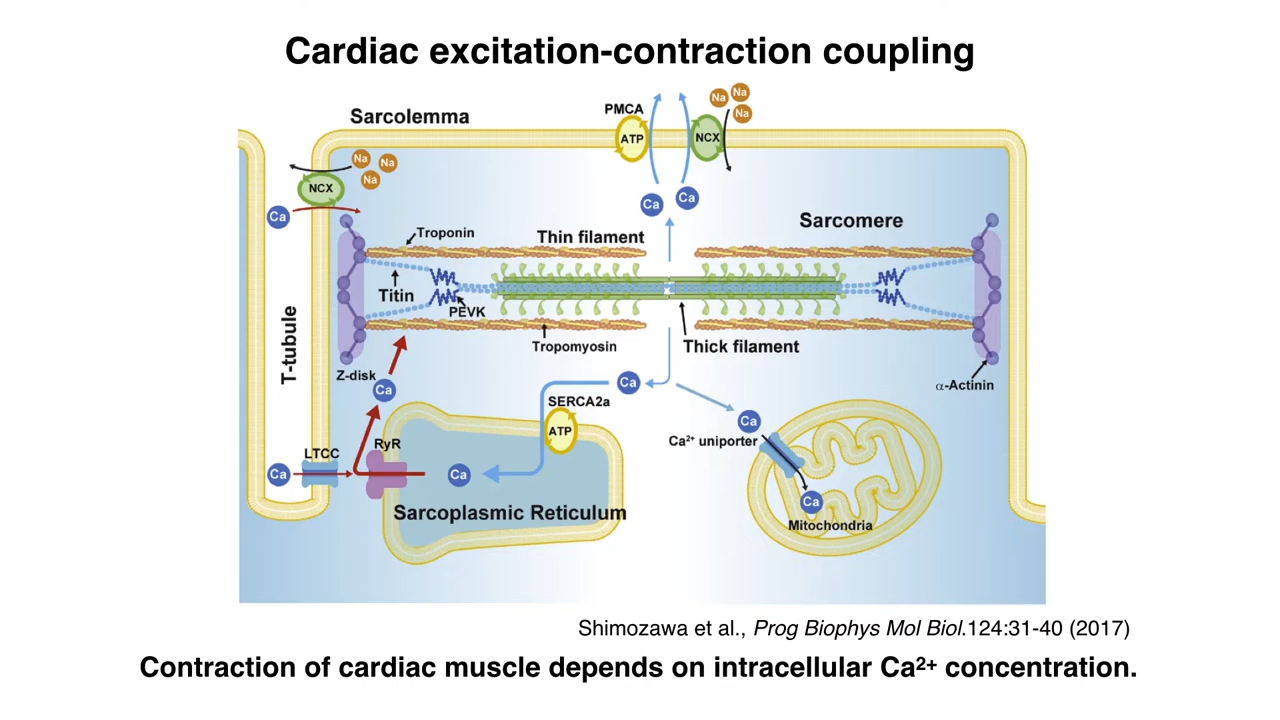 Cardiac excitation-contraction coupling
Sarcolemma
PMCA
ATP
NCX
Na
Na
Na
Na
Na
Na
NCX
Ca
Ca
Ca
Troponin
Thin filament
Sarcomere
Titin
PEVK
T-tubule
Tropomyosin
Thick filament
Z-disk
Ca
Ca
α-Actinin
SERCA2a
ATP
Ca
Ca²⁺ uniporter
RyR
LTCC
Ca
Ca
Ca
Sarcoplasmic Reticulum
Mitochondria
Shimozawa et al., Prog Biophys Mol Biol.124:31-40 (2017)
Contraction of cardiac muscle depends on intracellular Ca²⁺ concentration.